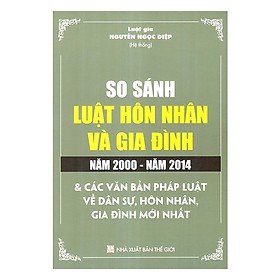 Luật gia
NGUYỄN NGỌC ĐIỆP
(Hệ thống)
SO SÁNH
LUẬT HÔN NHÂN
VÀ GIA ĐÌNH
NĂM 2000 - NĂM 2014
& CÁC VĂN BẢN PHÁP LUẬT
VỀ DÂN SỰ, HÔN NHÂN,
GIA ĐÌNH MỚI NHẤT
NHÀ XUẤT BẢN THẾ GIỚI